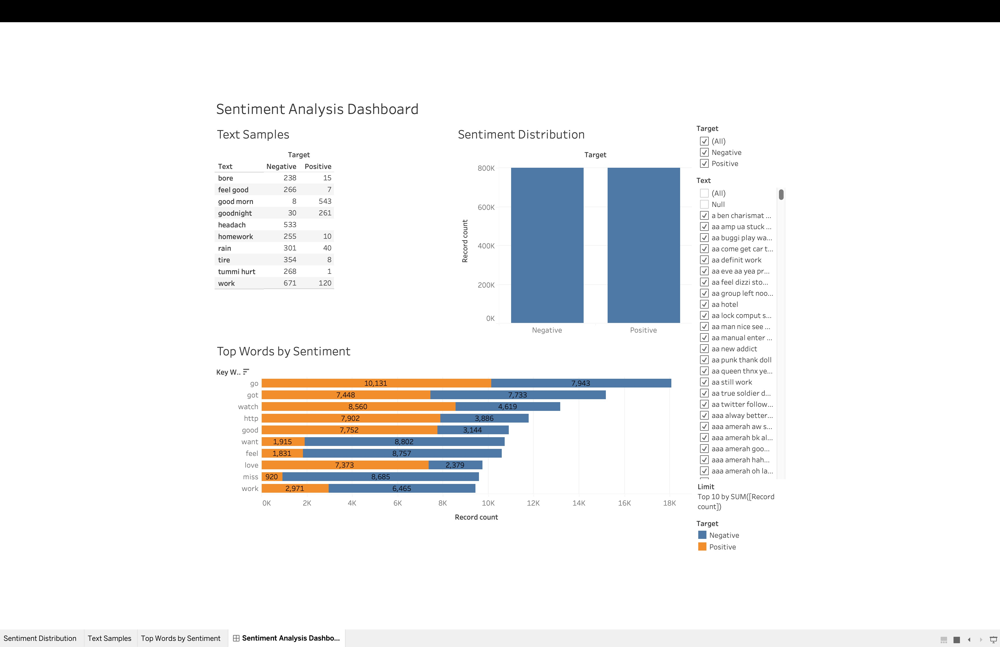 Sentiment Analysis Dashboard
Text Samples
Target
Text Negative Positive
bore 238 15
feel good 266 7
good morn 8 543
goodnight 30 261
headach 533
homework 255 10
rain 301 40
tire 354 8
tummi hurt 268 1
work 671 120
Sentiment Distribution
Target
800K
600K
400K
200K
0K
Record count
Negative Positive
Target
(All)
Negative
Positive
Text
(All)
Null
a ben charismat ...
aa amp ua stuck ...
aa buggi play wa...
aa come get car t...
aa definit work
aa eve aa yea pr...
aa feel dizzi sto...
aa group left noo...
aa hotel
aa lock comput s...
aa man nice see ...
aa manual enter ...
aa new addict
aa punk thank doll
aa queen thnx ye...
aa still work
aa true soldier d...
aa twitter follow...
aaa alway better...
aaa amerah aw s...
aaa amerah bk al...
aaa amerah goo...
aaa amerah hah...
aaa amerah oh la...
Limit
Top 10 by SUM([Record
count])
Target
Negative
Positive
Top Words by Sentiment
Key W..
go 10,131 7,943
got 7,448 7,733
watch 8,560 4,619
http 7,902 3,886
good 7,752 3,144
want 1,915 8,802
feel 1,831 8,757
love 7,373 2,379
miss 920 8,685
work 2,971 6,465
0K 2K 4K 6K 8K 10K 12K 14K 16K 18K
Record count
Sentiment Distribution Text Samples Top Words by Sentiment Sentiment Analysis Dashbo...